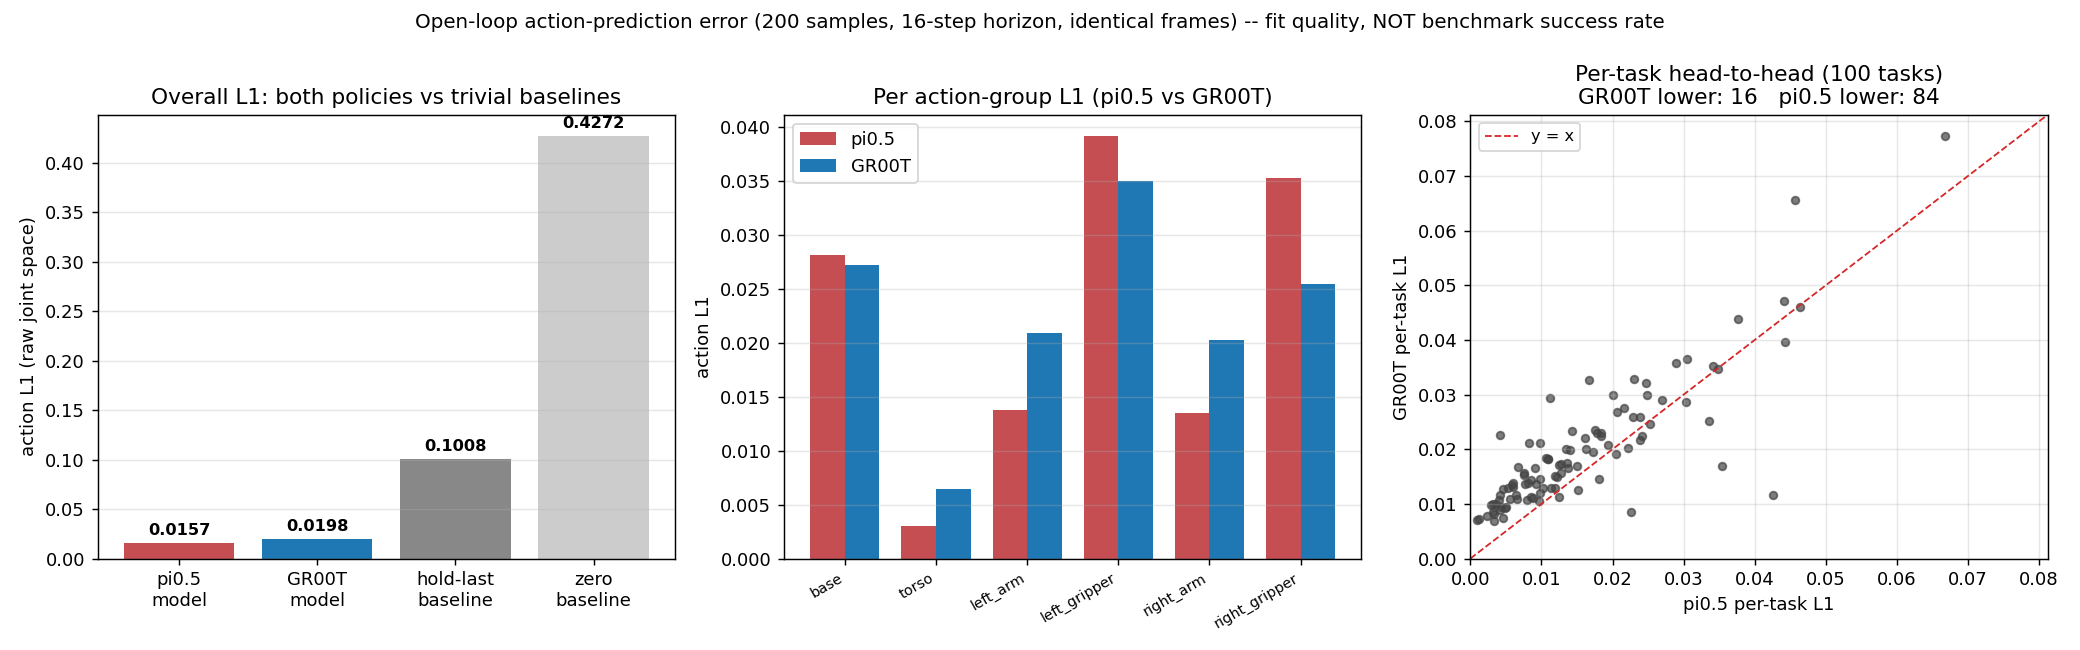 Open-loop action-prediction error (200 samples, 16-step horizon, identical frames) -- fit quality, NOT benchmark success rate
Overall L1: both policies vs trivial baselines
action L1 (raw joint space)
0.40
0.35
0.30
0.25
0.20
0.15
0.10
0.05
0.00
0.0157
0.0198
0.1008
0.4272
pi0.5
model
GR00T
model
hold-last
baseline
zero
baseline
Per action-group L1 (pi0.5 vs GR00T)
pi0.5
GR00T
action L1
0.040
0.035
0.030
0.025
0.020
0.015
0.010
0.005
0.000
base
torso
left_arm
left_gripper
right_arm
right_gripper
Per-task head-to-head (100 tasks)
GR00T lower: 16   pi0.5 lower: 84
y = x
GR00T per-task L1
0.08
0.07
0.06
0.05
0.04
0.03
0.02
0.01
0.00
0.00
0.01
0.02
0.03
0.04
0.05
0.06
0.07
0.08
pi0.5 per-task L1